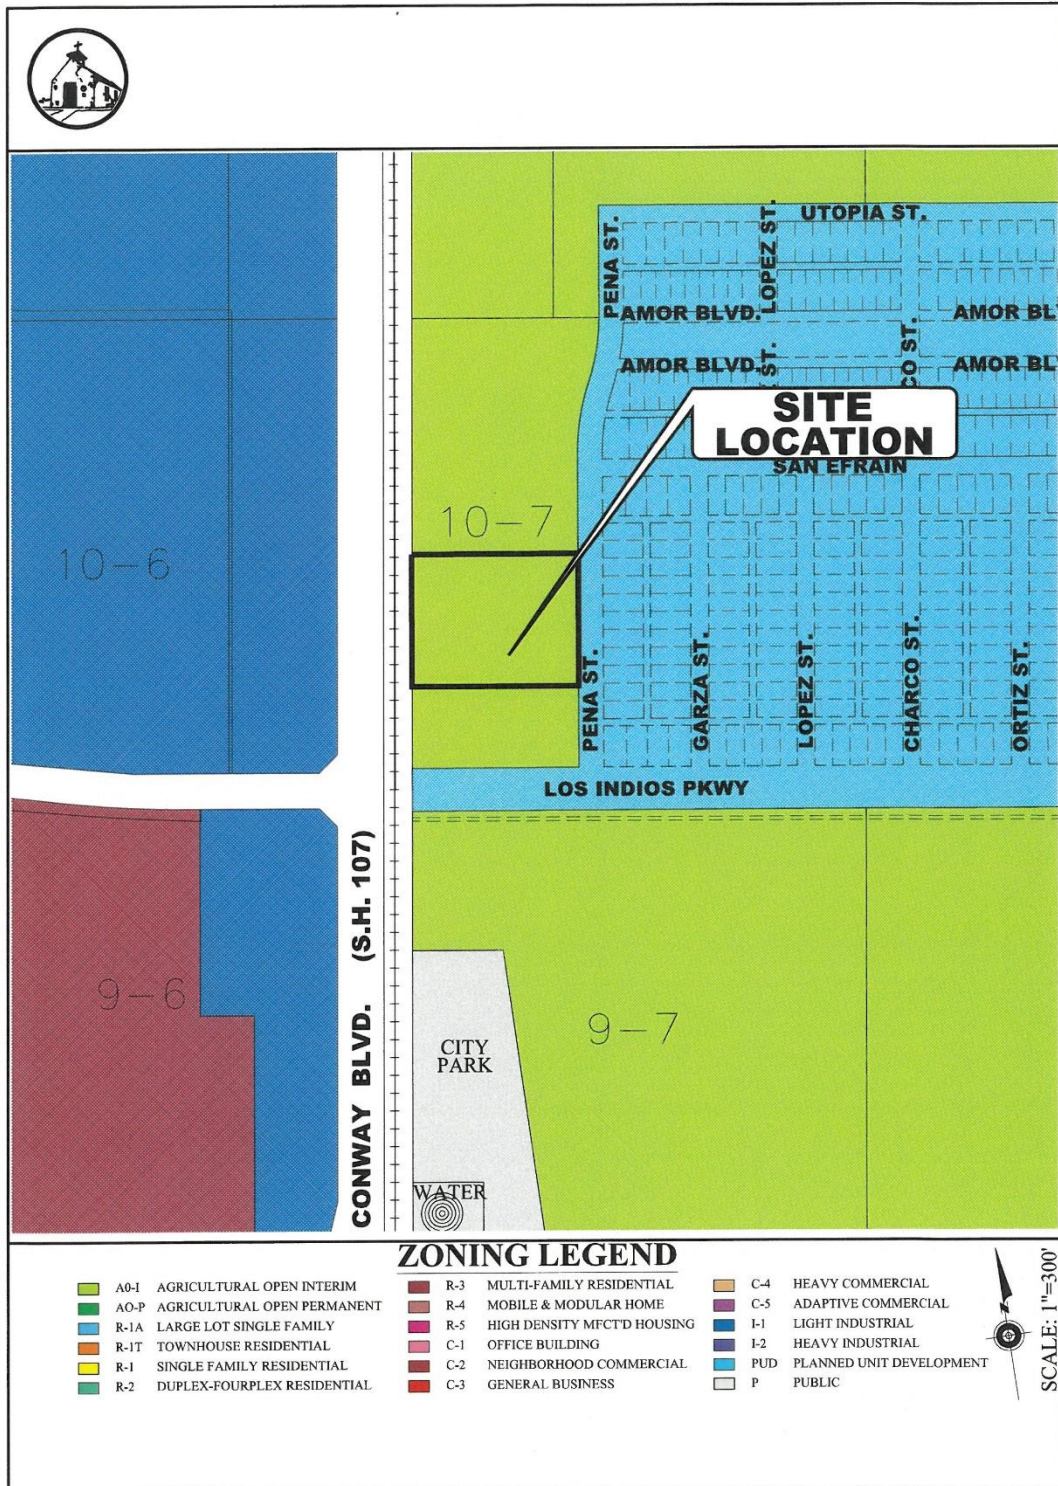 UTOPIA ST.
PENA ST.
LOPEZ ST.
AMOR BLVD.
AMOR BL
AMOR BLVD.
ST.
CO ST.
AMOR BL
SITE
LOCATION
SAN EFRAIN
10-7
10-6
PENA ST.
GARZA ST.
LOPEZ ST.
CHARCO ST.
ORTIZ ST.
LOS INDIOS PKWY
CONWAY BLVD. (S.H. 107)
9-6
9-7
CITY
PARK
WATER
ZONING LEGEND
A0-I AGRICULTURAL OPEN INTERIM
AO-P AGRICULTURAL OPEN PERMANENT
R-1A LARGE LOT SINGLE FAMILY
R-1T TOWNHOUSE RESIDENTIAL
R-1 SINGLE FAMILY RESIDENTIAL
R-2 DUPLEX-FOURPLEX RESIDENTIAL
R-3 MULTI-FAMILY RESIDENTIAL
R-4 MOBILE & MODULAR HOME
R-5 HIGH DENSITY MFCT'D HOUSING
C-1 OFFICE BUILDING
C-2 NEIGHBORHOOD COMMERCIAL
C-3 GENERAL BUSINESS
C-4 HEAVY COMMERCIAL
C-5 ADAPTIVE COMMERCIAL
I-1 LIGHT INDUSTRIAL
I-2 HEAVY INDUSTRIAL
PUD PLANNED UNIT DEVELOPMENT
P PUBLIC
SCALE: 1"=300'